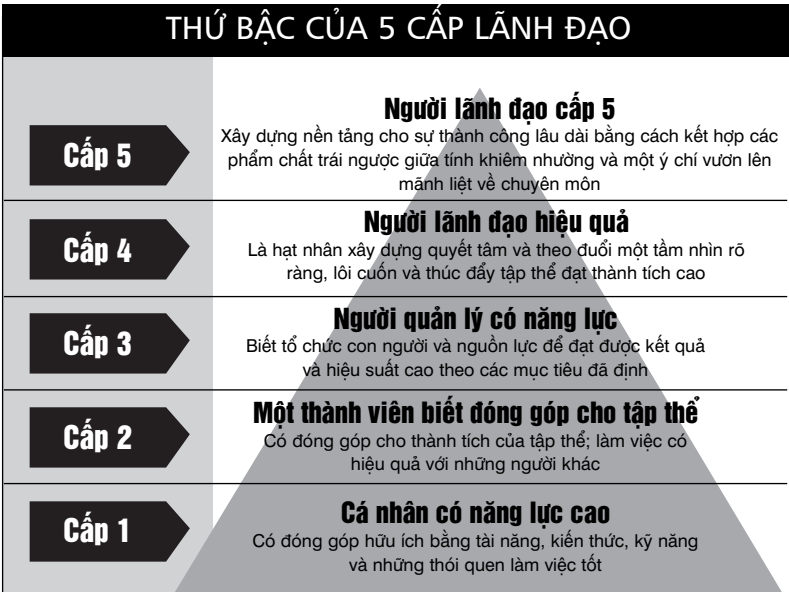 THỨ BẬC CỦA 5 CẤP LÃNH ĐẠO
Cấp 5
Người lãnh đạo cấp 5
Xây dựng nền tảng cho sự thành công lâu dài bằng cách kết hợp các
phẩm chất trái ngược giữa tính khiêm nhường và một ý chí vươn lên
mãnh liệt về chuyên môn
Cấp 4
Người lãnh đạo hiệu quả
Là hạt nhân xây dựng quyết tâm và theo đuổi một tầm nhìn rõ
ràng, lôi cuốn và thúc đẩy tập thể đạt thành tích cao
Cấp 3
Người quản lý có năng lực
Biết tổ chức con người và nguồn lực để đạt được kết quả
và hiệu suất cao theo các mục tiêu đã định
Cấp 2
Một thành viên biết đóng góp cho tập thể
Có đóng góp cho thành tích của tập thể; làm việc có
hiệu quả với những người khác
Cấp 1
Cá nhân có năng lực cao
Có đóng góp hữu ích bằng tài năng, kiến thức, kỹ năng
và những thói quen làm việc tốt